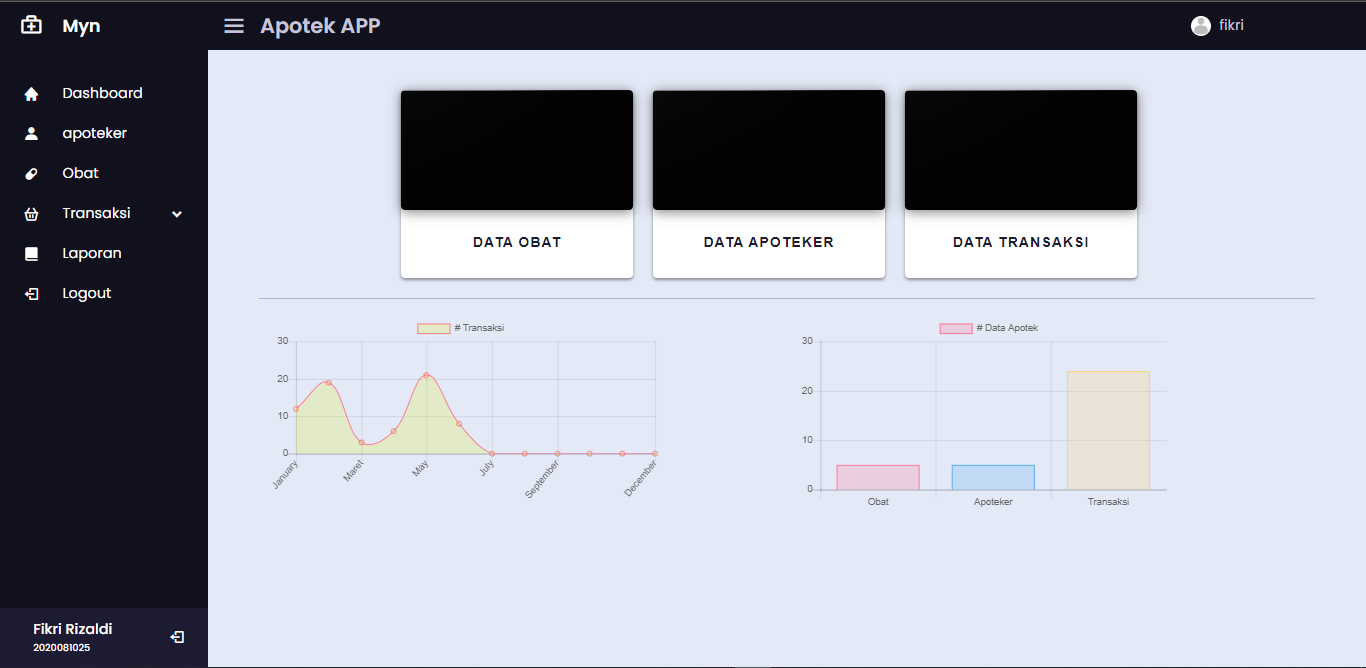 Myn
Apotek APP
fikri
Dashboard
apoteker
Obat
Transaksi
Laporan
Logout
DATA OBAT
DATA APOTEKER
DATA TRANSAKSI
# Transaksi
30
20
10
0
January
Maret
May
July
September
December
# Data Apotek
30
20
10
0
Obat
Apoteker
Transaksi
Fikri Rizaldi
2020081025